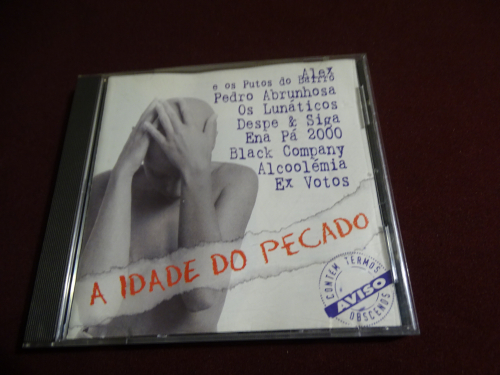 Alex
e os Putos do Bairro
Pedro Abrunhosa
Os Lunáticos
Despe & Siga
Ena Pá 2000
Black Company
Alcoolémia
Ex Votos
A IDADE DO PECADO
CONTÉM TERMOS
AVISO
OBSCENOS